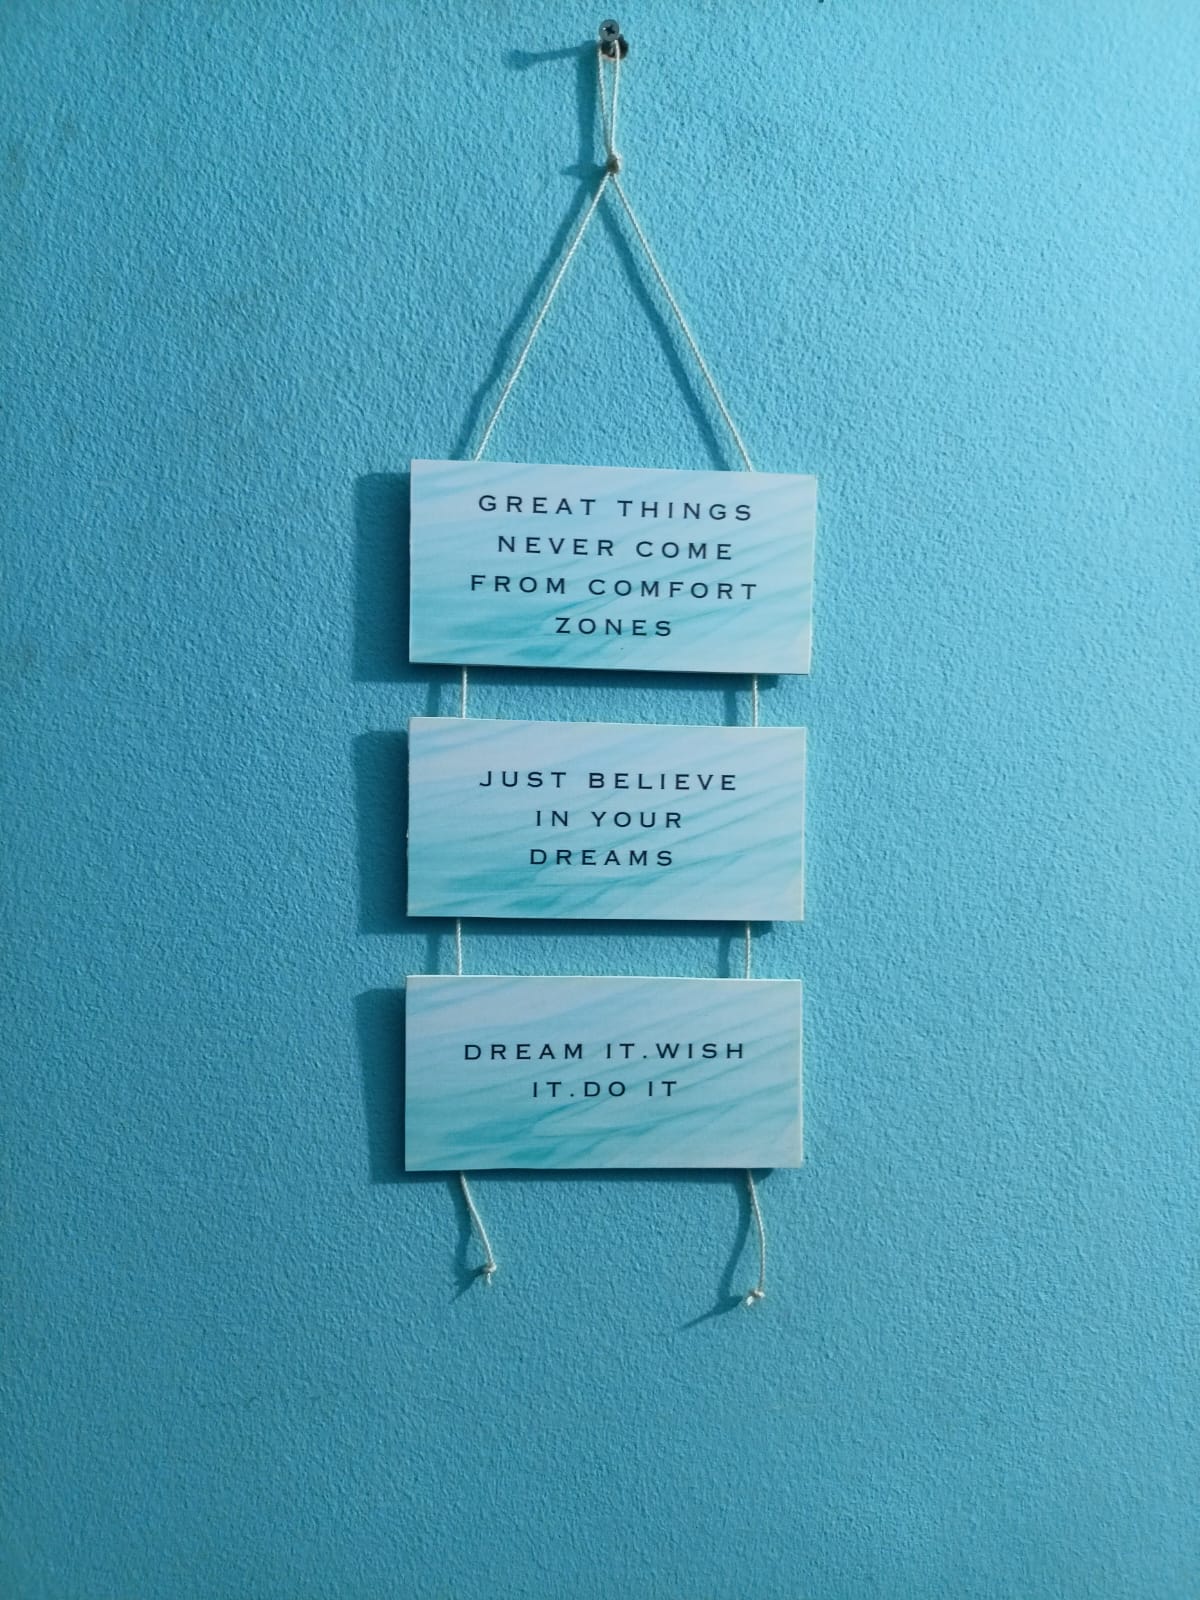 GREAT THINGS
NEVER COME
FROM COMFORT
ZONES
JUST BELIEVE
IN YOUR
DREAMS
DREAM IT.WISH
IT.DO IT